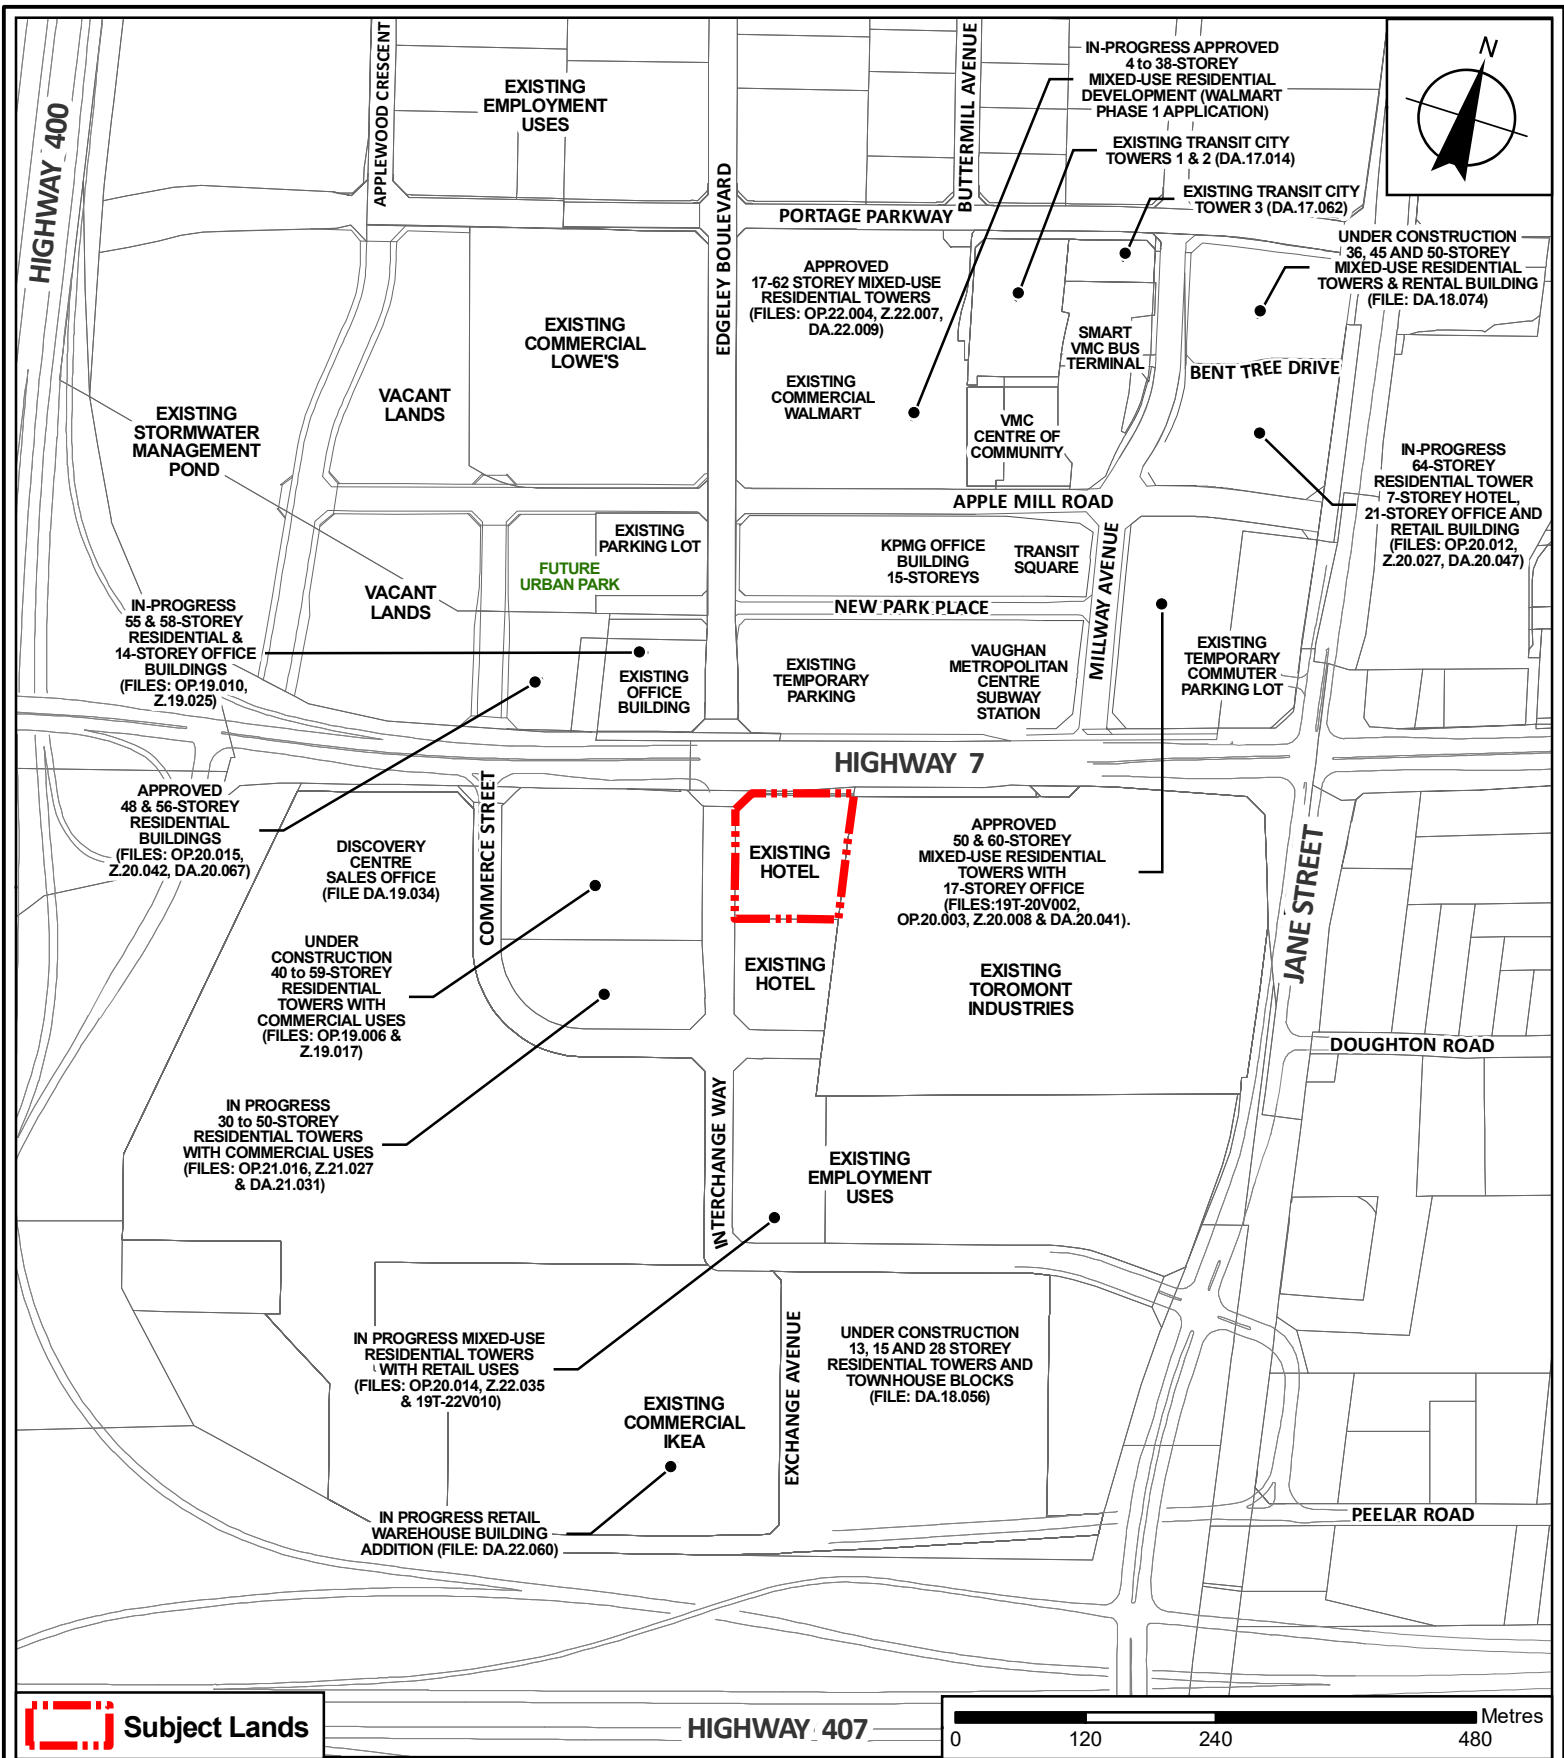 APPLEWOOD CRESCENT
EXISTING
EMPLOYMENT
USES
BUTTERMILL AVENUE
IN-PROGRESS APPROVED
4 to 38-STOREY
MIXED-USE RESIDENTIAL
DEVELOPMENT (WALMART
PHASE 1 APPLICATION)
N
HIGHWAY 400
EXISTING TRANSIT CITY
TOWERS 1 & 2 (DA.17.014)
EXISTING TRANSIT CITY
TOWER 3 (DA.17.062)
EDGELEY BOULEVARD
PORTAGE PARKWAY
UNDER CONSTRUCTION
36, 45 AND 50-STOREY
MIXED-USE RESIDENTIAL
TOWERS & RENTAL BUILDING
(FILE: DA.18.074)
APPROVED
17-62 STOREY MIXED-USE
RESIDENTIAL TOWERS
(FILES: OP.22.004, Z.22.007,
DA.22.009)
EXISTING
COMMERCIAL
LOWE'S
SMART
VMC BUS
TERMINAL
BENT TREE DRIVE
VACANT
LANDS
EXISTING
COMMERCIAL
WALMART
EXISTING
STORMWATER
MANAGEMENT
POND
VMC
CENTRE OF
COMMUNITY
IN-PROGRESS
64-STOREY
RESIDENTIAL TOWER
7-STOREY HOTEL,
21-STOREY OFFICE AND
RETAIL BUILDING
(FILES: OP.20.012,
Z.20.027, DA.20.047)
APPLE MILL ROAD
EXISTING
PARKING LOT
KPMG OFFICE
BUILDING
15-STOREYS
TRANSIT
SQUARE
FUTURE
URBAN PARK
VACANT
LANDS
NEW PARK PLACE
MILLWAY AVENUE
IN-PROGRESS
55 & 58-STOREY
RESIDENTIAL &
14-STOREY OFFICE
BUILDINGS
(FILES: OP.19.010,
Z.19.025)
EXISTING
OFFICE
BUILDING
EXISTING
TEMPORARY
PARKING
VAUGHAN
METROPOLITAN
CENTRE
SUBWAY
STATION
EXISTING
TEMPORARY
COMMUTER
PARKING LOT
HIGHWAY 7
APPROVED
48 & 56-STOREY
RESIDENTIAL
BUILDINGS
(FILES: OP.20.015,
Z.20.042, DA.20.067)
DISCOVERY
CENTRE
SALES OFFICE
(FILE DA.19.034)
COMMERCE STREET
EXISTING
HOTEL
APPROVED
50 & 60-STOREY
MIXED-USE RESIDENTIAL
TOWERS WITH
17-STOREY OFFICE
(FILES:19T-20V002,
OP.20.003, Z.20.008 & DA.20.041).
JANE STREET
UNDER
CONSTRUCTION
40 to 59-STOREY
RESIDENTIAL
TOWERS WITH
COMMERCIAL USES
(FILES: OP.19.006 &
Z.19.017)
EXISTING
HOTEL
EXISTING
TOROMONT
INDUSTRIES
DOUGHTON ROAD
IN PROGRESS
30 to 50-STOREY
RESIDENTIAL TOWERS
WITH COMMERCIAL USES
(FILES: OP.21.016, Z.21.027
& DA.21.031)
INTERCHANGE WAY
EXISTING
EMPLOYMENT
USES
IN PROGRESS MIXED-USE
RESIDENTIAL TOWERS
WITH RETAIL USES
(FILES: OP.20.014, Z.22.035
& 19T-22V010)
EXCHANGE AVENUE
UNDER CONSTRUCTION
13, 15 AND 28 STOREY
RESIDENTIAL TOWERS AND
TOWNHOUSE BLOCKS
(FILE: DA.18.056)
EXISTING
COMMERCIAL
IKEA
IN PROGRESS RETAIL
WAREHOUSE BUILDING
ADDITION (FILE: DA.22.060)
PEELAR ROAD
Subject Lands
HIGHWAY 407
Metres
0 120 240 480